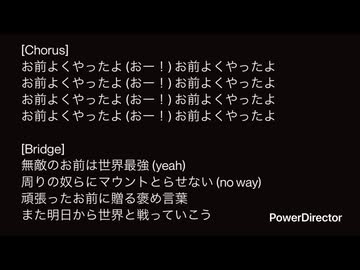 [Chorus]
お前よくやったよ (おー！) お前よくやったよ
お前よくやったよ (おー！) お前よくやったよ
お前よくやったよ (おー！) お前よくやったよ
お前よくやったよ (おー！) お前よくやったよ
[Bridge]
無敵のお前は世界最強 (yeah)
周りの奴らにマウントとらせない (no way)
頑張ったお前に贈る褒め言葉
また明日から世界と戦っていこう
PowerDirector